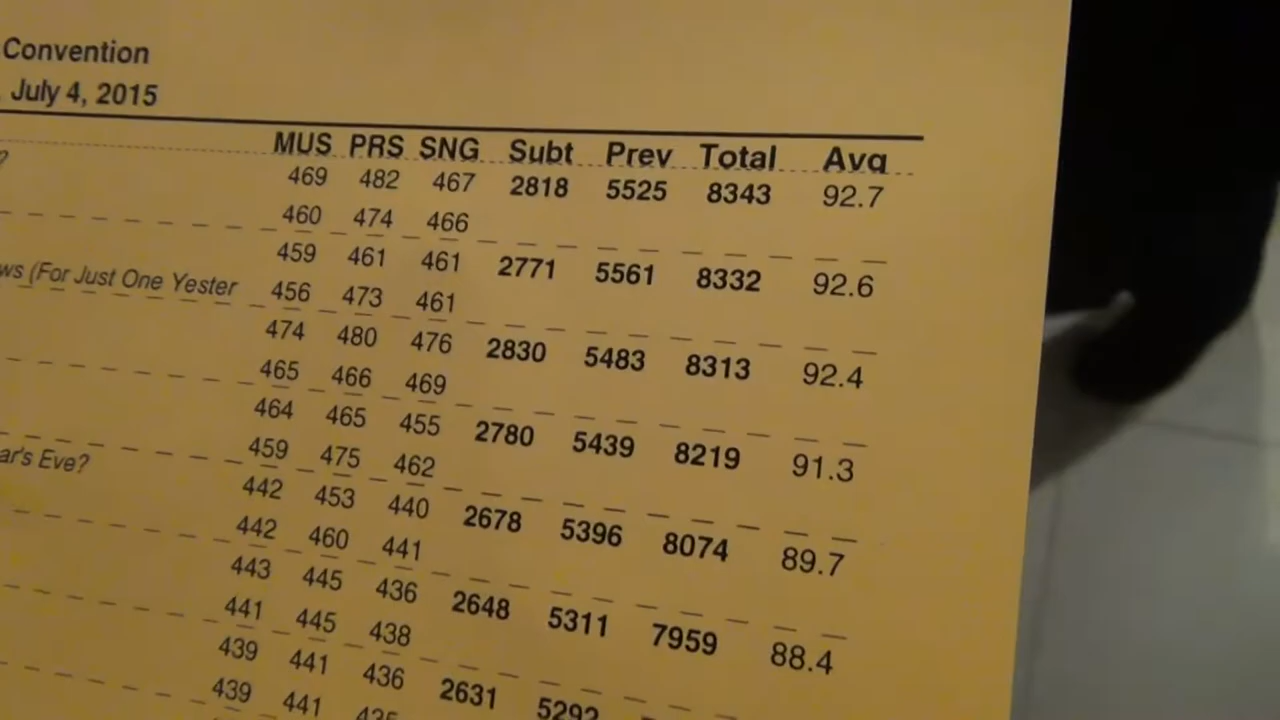 Convention
, July 4, 2015
MUS PRS SNG Subt Prev Total Avg
? 469 482 467 2818 5525 8343 92.7
460 474 466
459 461 461 2771 5561 8332 92.6
ws (For Just One Yester 456 473 461
474 480 476 2830 5483 8313 92.4
465 466 469
464 465 455 2780 5439 8219 91.3
ar's Eve? 459 475 462
442 453 440 2678 5396 8074 89.7
442 460 441
443 445 436 2648 5311 7959 88.4
441 445 438
439 441 436 2631 5292
439 441 435